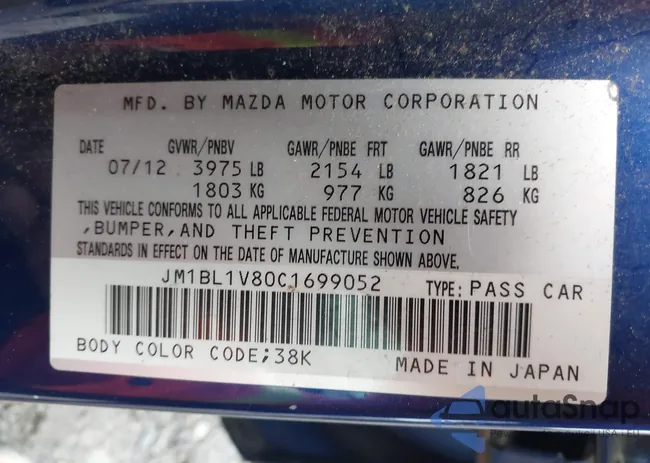 MFD. BY MAZDA MOTOR CORPORATION
DATE GVWR/PNBV GAWR/PNBE FRT GAWR/PNBE RR
07/12 3975 LB 2154 LB 1821 LB
1803 KG 977 KG 826 KG
THIS VEHICLE CONFORMS TO ALL APPLICABLE FEDERAL MOTOR VEHICLE SAFETY
,BUMPER,AND THEFT PREVENTION
STANDARDS IN EFFECT ON THE DATE OF MANUFACTURE SHOWN ABOVE.
JM1BL1V80C1699052 TYPE: PASS CAR
BODY COLOR CODE;38K MADE IN JAPAN
autoSnap